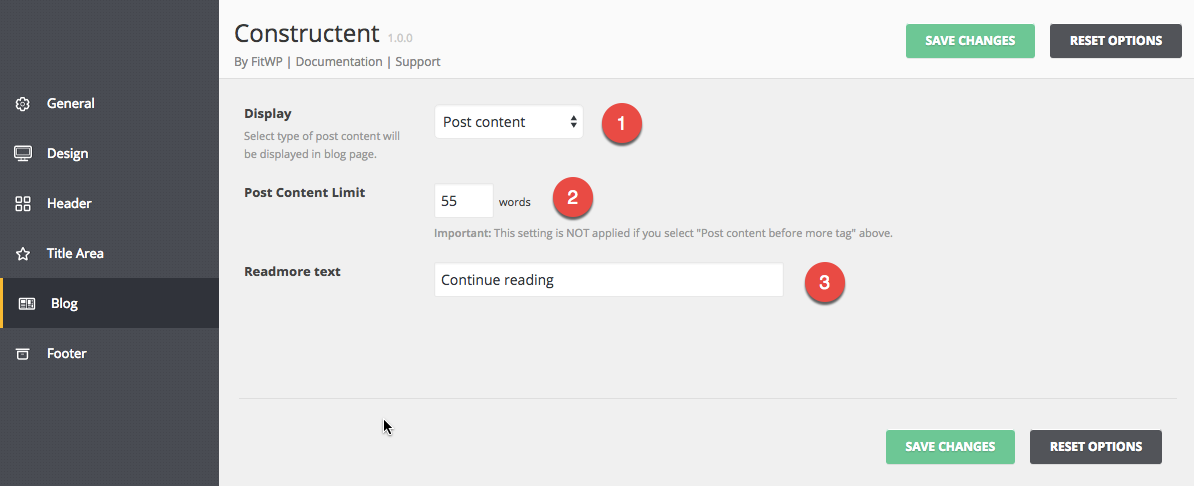 Constructent 1.0.0
By FitWP | Documentation | Support
SAVE CHANGES
RESET OPTIONS
General
Design
Header
Title Area
Blog
Footer
Display
Select type of post content will
be displayed in blog page.
Post content
1
Post Content Limit
55 words
2
Important: This setting is NOT applied if you select "Post content before more tag" above.
Readmore text
Continue reading
3
SAVE CHANGES
RESET OPTIONS